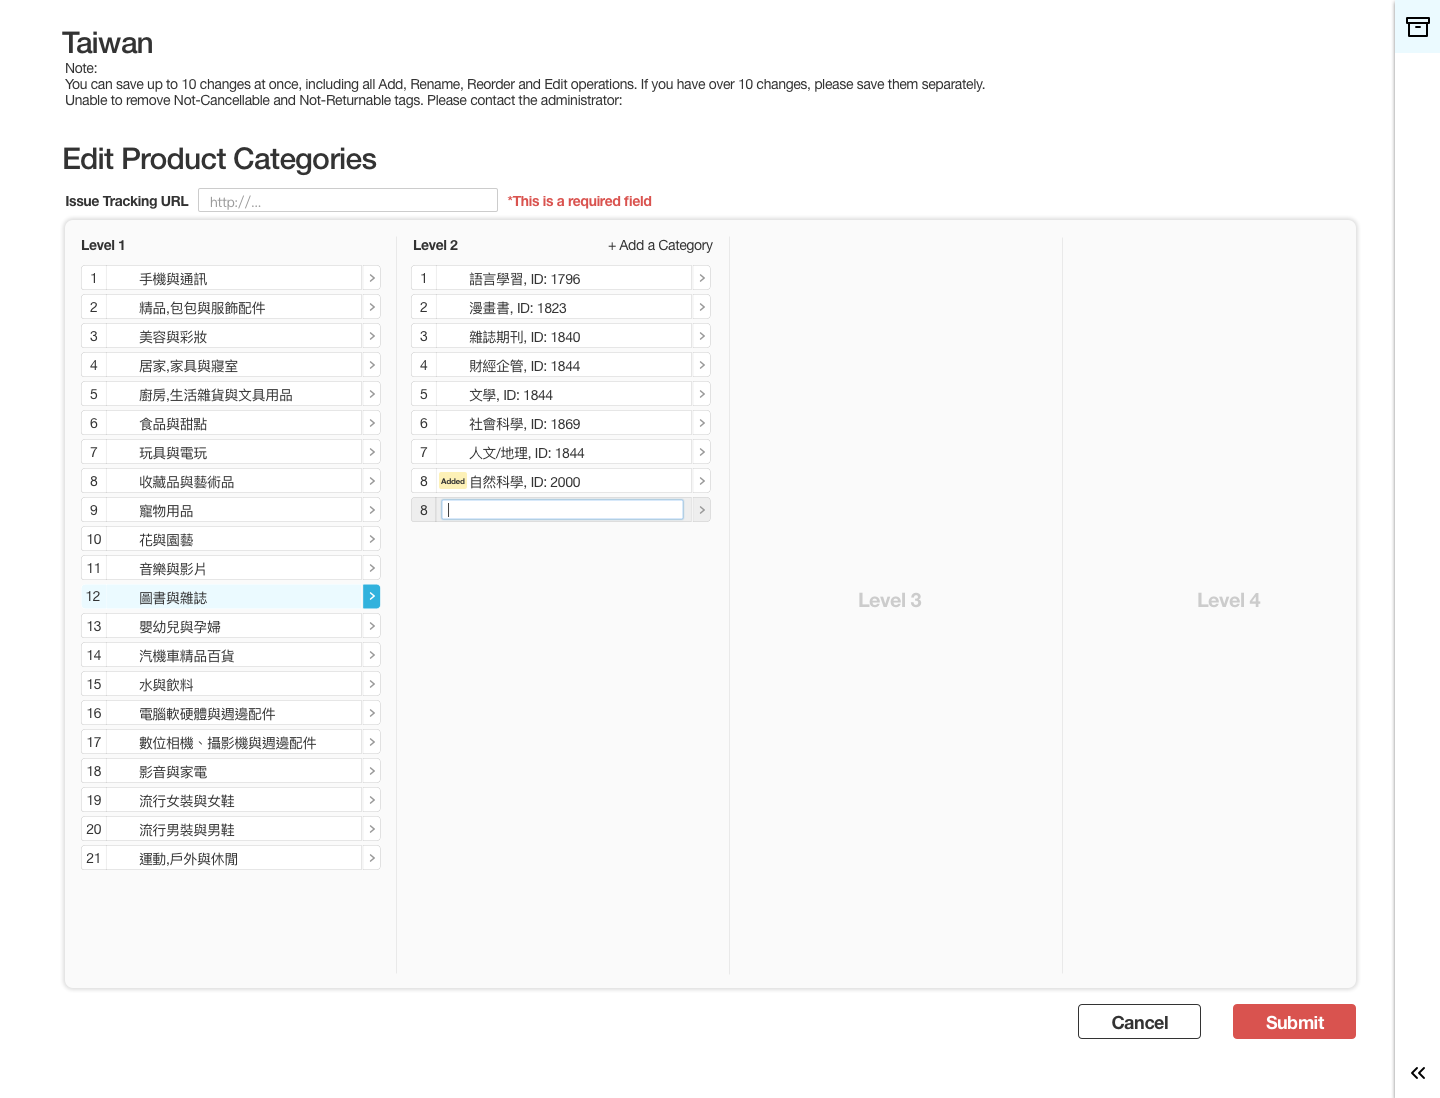 Taiwan
Note:
You can save up to 10 changes at once, including all Add, Rename, Reorder and Edit operations. If you have over 10 changes, please save them separately.
Unable to remove Not-Cancellable and Not-Returnable tags. Please contact the administrator:
Edit Product Categories
Issue Tracking URL http://... *This is a required field
Level 1
1 手機與通訊
2 精品,包包與服飾配件
3 美容與彩妝
4 居家,家具與寢室
5 廚房,生活雜貨與文具用品
6 食品與甜點
7 玩具與電玩
8 收藏品與藝術品
9 寵物用品
10 花與園藝
11 音樂與影片
12 圖書與雜誌
13 嬰幼兒與孕婦
14 汽機車精品百貨
15 水與飲料
16 電腦軟硬體與週邊配件
17 數位相機、攝影機與週邊配件
18 影音與家電
19 流行女裝與女鞋
20 流行男裝與男鞋
21 運動,戶外與休閒
Level 2 + Add a Category
1 語言學習, ID: 1796
2 漫畫書, ID: 1823
3 雜誌期刊, ID: 1840
4 財經企管, ID: 1844
5 文學, ID: 1844
6 社會科學, ID: 1869
7 人文/地理, ID: 1844
8 Added 自然科學, ID: 2000
8
Level 3
Level 4
Cancel
Submit